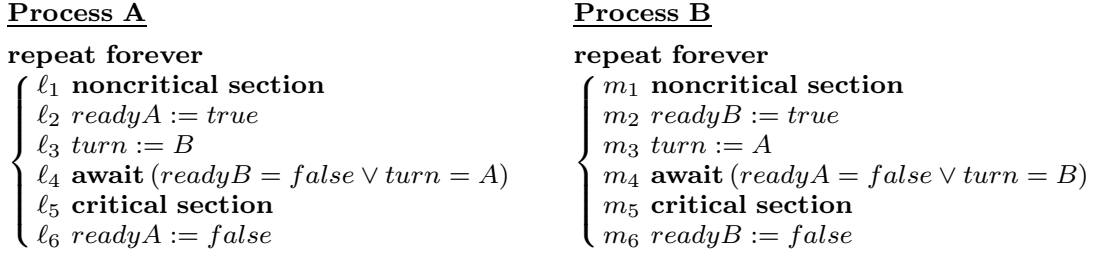 Process A
repeat forever
ℓ1 noncritical section
ℓ2 readyA := true
ℓ3 turn := B
ℓ4 await (readyB = false ∨ turn = A)
ℓ5 critical section
ℓ6 readyA := false
Process B
repeat forever
m1 noncritical section
m2 readyB := true
m3 turn := A
m4 await (readyA = false ∨ turn = B)
m5 critical section
m6 readyB := false